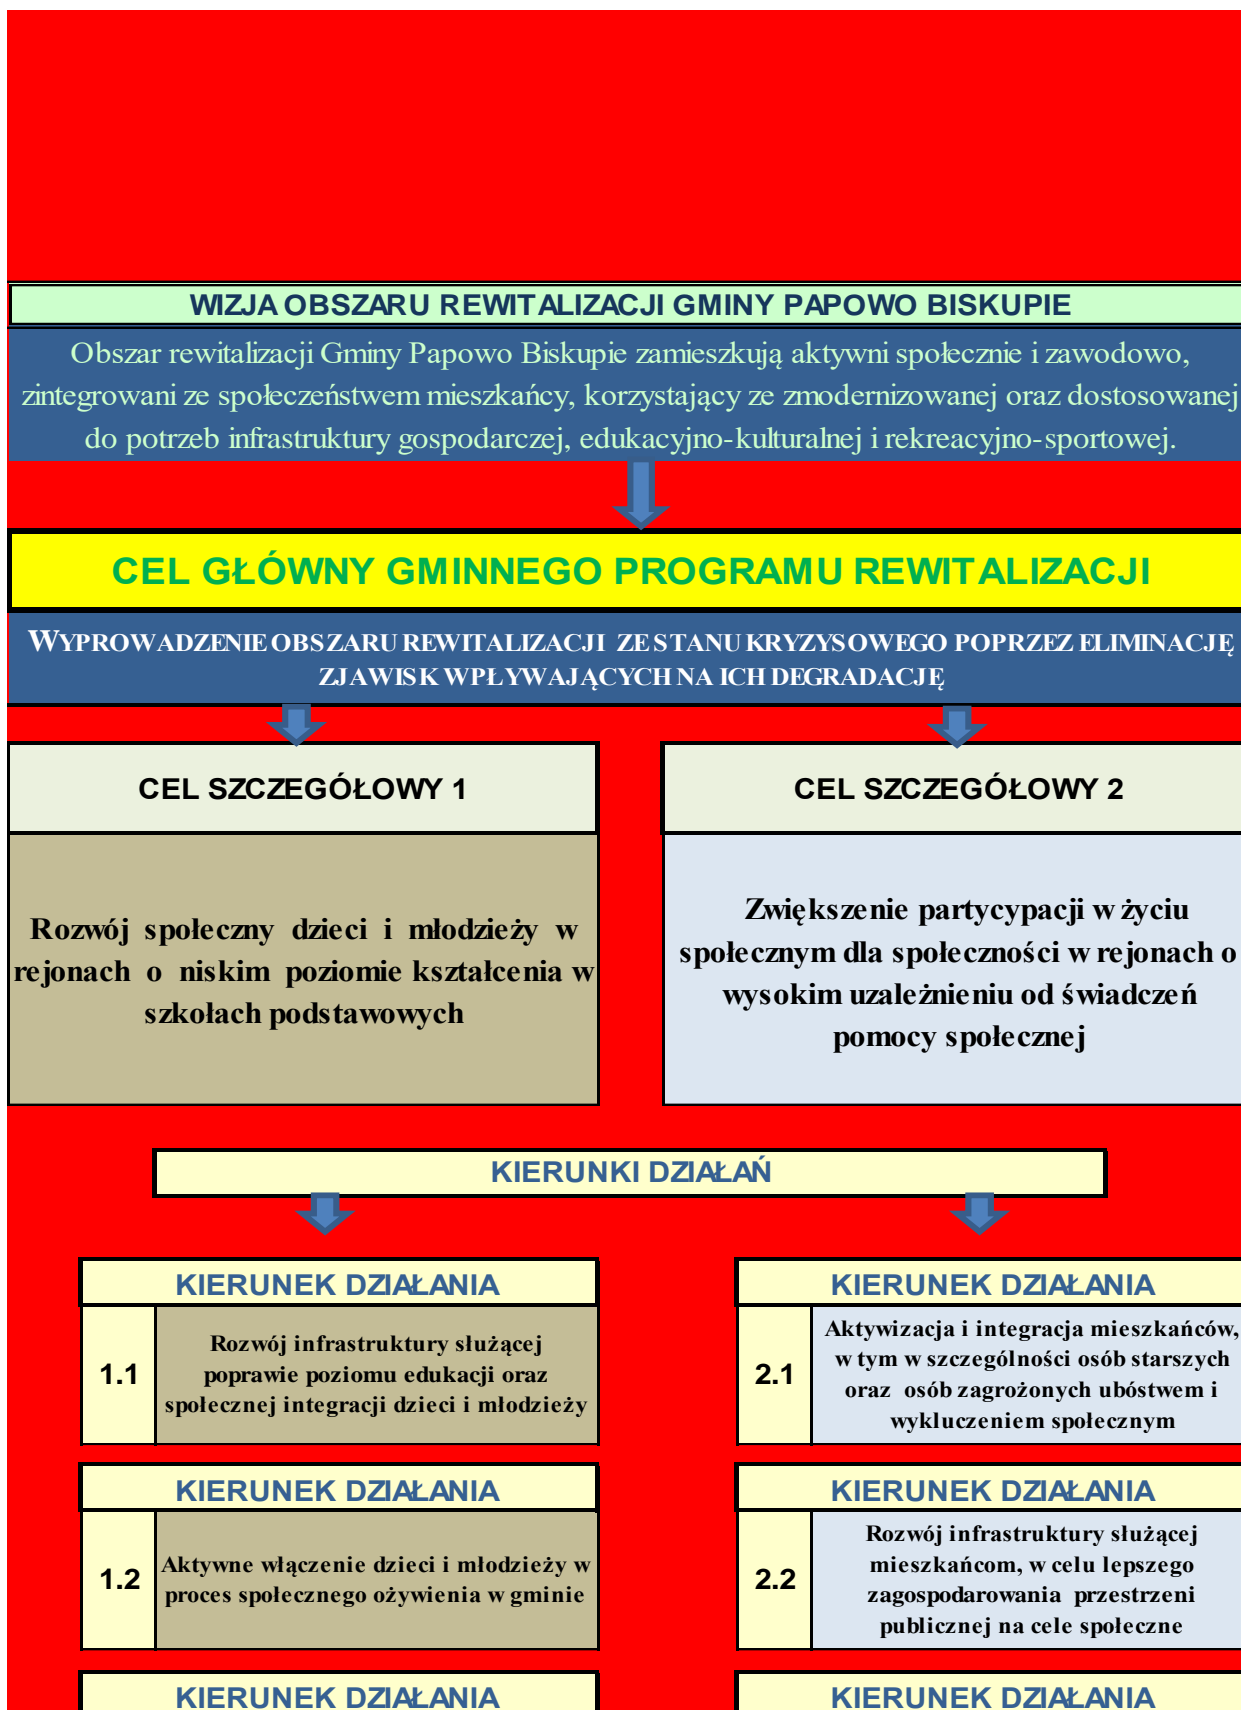 WIZJA OBSZARU REWITALIZACJI GMINY PAPOWO BISKUPIE
Obszar rewitalizacji Gminy Papowo Biskupie zamieszkują aktywni społecznie i zawodowo,
zintegrowani ze społeczeństwem mieszkańcy, korzystający ze zmodernizowanej oraz dostosowanej
do potrzeb infrastruktury gospodarczej, edukacyjno-kulturalnej i rekreacyjno-sportowej.
CEL GŁÓWNY GMINNEGO PROGRAMU REWITALIZACJI
WYPROWADZENIE OBSZARU REWITALIZACJI ZE STANU KRYZYSOWEGO POPRZEZ ELIMINACJĘ
ZJAWISK WPŁYWAJĄCYCH NA ICH DEGRADACJĘ
CEL SZCZEGÓŁOWY 1
Rozwój społeczny dzieci i młodzieży w
rejonach o niskim poziomie kształcenia w
szkołach podstawowych
CEL SZCZEGÓŁOWY 2
Zwiększenie partycypacji w życiu
społecznym dla społeczności w rejonach o
wysokim uzależnieniu od świadczeń
pomocy społecznej
KIERUNKI DZIAŁAŃ
KIERUNEK DZIAŁANIA
1.1
Rozwój infrastruktury służącej
poprawie poziomu edukacji oraz
społecznej integracji dzieci i młodzieży
KIERUNEK DZIAŁANIA
2.1
Aktywizacja i integracja mieszkańców,
w tym w szczególności osób starszych
oraz osób zagrożonych ubóstwem i
wykluczeniem społecznym
KIERUNEK DZIAŁANIA
1.2
Aktywne włączenie dzieci i młodzieży w
proces społecznego ożywienia w gminie
KIERUNEK DZIAŁANIA
2.2
Rozwój infrastruktury służącej
mieszkańcom, w celu lepszego
zagospodarowania przestrzeni
publicznej na cele społeczne
KIERUNEK DZIAŁANIA
KIERUNEK DZIAŁANIA